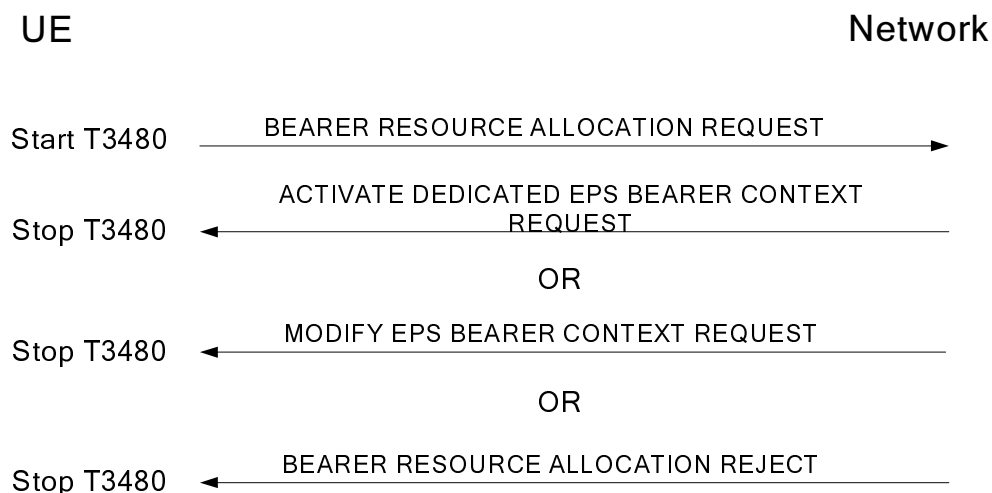 UE
Network
Start T3480
BEARER RESOURCE ALLOCATION REQUEST
ACTIVATE DEDICATED EPS BEARER CONTEXT
REQUEST
Stop T3480
OR
MODIFY EPS BEARER CONTEXT REQUEST
Stop T3480
OR
BEARER RESOURCE ALLOCATION REJECT
Stop T3480